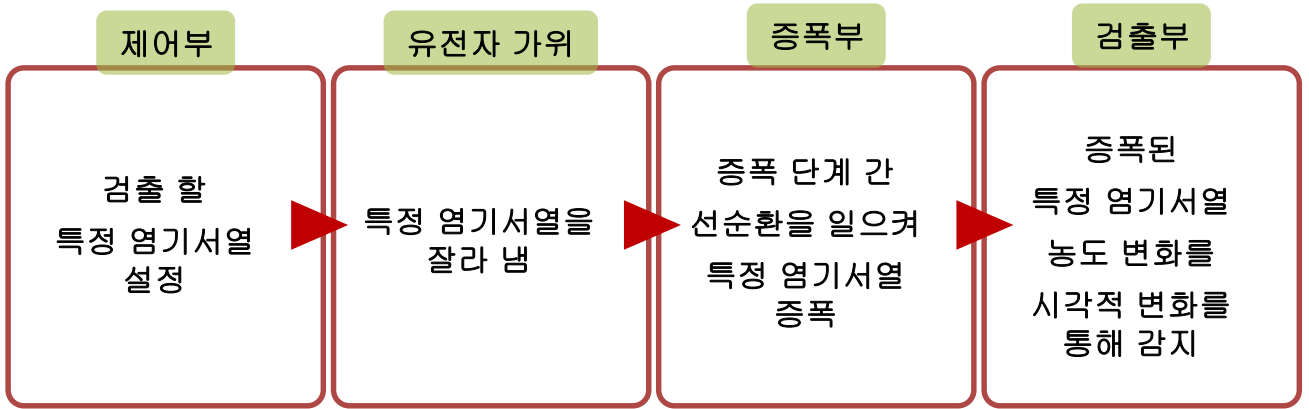 제어부
검출 할
특정 염기서열
설정
유전자 가위
특정 염기서열을
잘라 냄
증폭부
증폭 단계 간
선순환을 일으켜
특정 염기서열
증폭
검출부
증폭된
특정 염기서열
농도 변화를
시각적 변화를
통해 감지